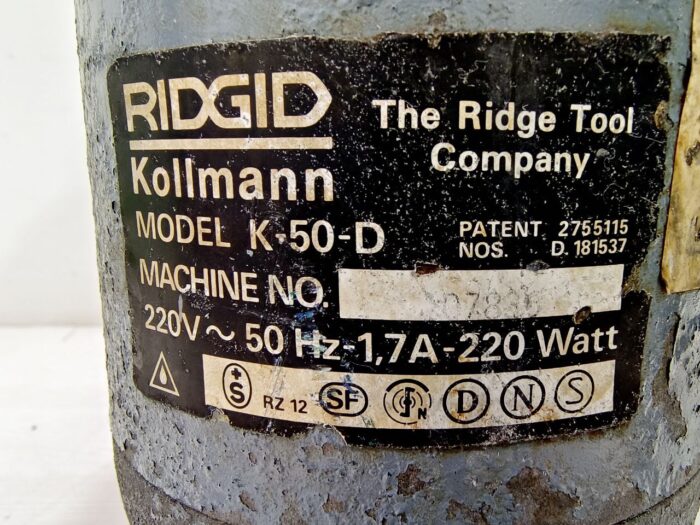 RIDGID
Kollmann
The Ridge Tool
Company
MODEL K-50-D
PATENT 2755115
NOS. D. 181537
MACHINE NO.
220V ~ 50 Hz-1,7A-220 Watt
+S RZ 12 SF N D N S